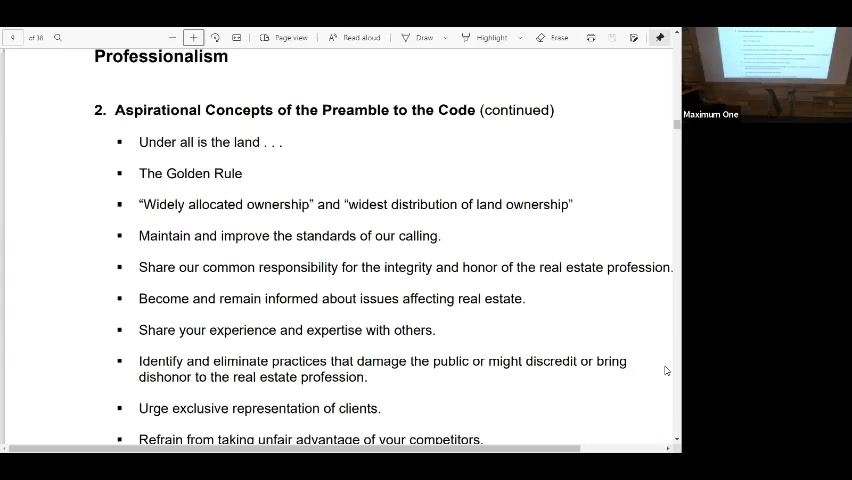 9 of 38 Page view Read aloud Draw Highlight Erase
Professionalism
2. Aspirational Concepts of the Preamble to the Code (continued)
▪ Under all is the land . . .
▪ The Golden Rule
▪ “Widely allocated ownership” and “widest distribution of land ownership”
▪ Maintain and improve the standards of our calling.
▪ Share our common responsibility for the integrity and honor of the real estate profession.
▪ Become and remain informed about issues affecting real estate.
▪ Share your experience and expertise with others.
▪ Identify and eliminate practices that damage the public or might discredit or bring
dishonor to the real estate profession.
▪ Urge exclusive representation of clients.
▪ Refrain from taking unfair advantage of your competitors.
Maximum One